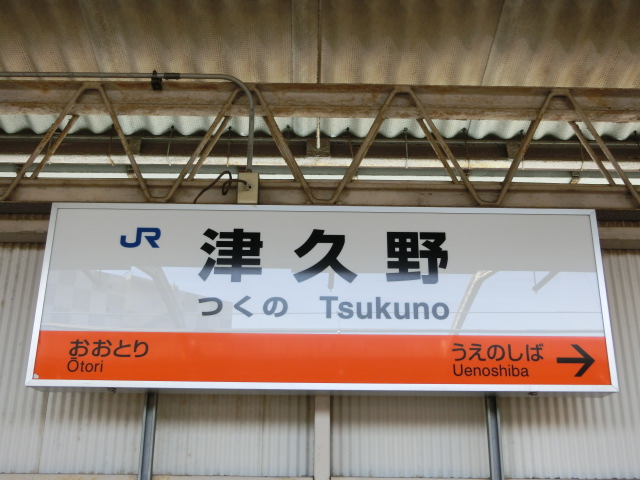 JR 津久野
つくの Tsukuno
おおとり うえのしば →
Ōtori Uenoshiba